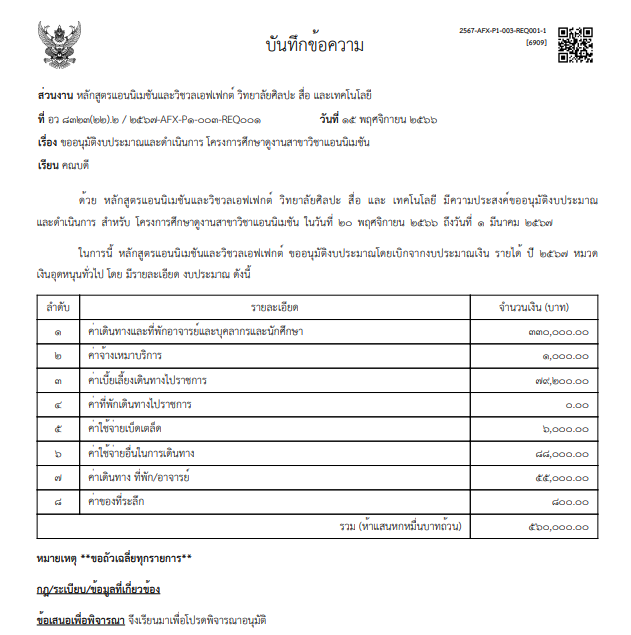 บันทึกข้อความ
2567-AFX-P1-003-REQ001-1
[6909]
ส่วนงาน หลักสูตรแอนนิเมชันและวิชวลเอฟเฟกต์ วิทยาลัยศิลปะ สื่อ และเทคโนโลยี
ที่ อว ๘๓๒๓(๒๒).๒ / ๒๕๖๗-AFX-P๑-๐๐๓-REQ๐๐๑ วันที่ ๑๕ พฤศจิกายน ๒๕๖๖
เรื่อง ขออนุมัติงบประมาณและดำเนินการ โครงการศึกษาดูงานสาขาวิชาแอนนิเมชัน
เรียน คณบดี
ด้วย หลักสูตรแอนนิเมชันและวิชวลเอฟเฟกต์ วิทยาลัยศิลปะ สื่อ และ เทคโนโลยี มีความประสงค์ขออนุมัติงบประมาณ
และดำเนินการ สำหรับ โครงการศึกษาดูงานสาขาวิชาแอนนิเมชัน ในวันที่ ๒๐ พฤศจิกายน ๒๕๖๖ ถึงวันที่ ๑ มีนาคม ๒๕๖๗
ในการนี้ หลักสูตรแอนนิเมชันและวิชวลเอฟเฟกต์ ขออนุมัติงบประมาณโดยเบิกจากงบประมาณเงิน รายได้ ปี ๒๕๖๗ หมวด
เงินอุดหนุนทั่วไป โดย มีรายละเอียด งบประมาณ ดังนี้
ลำดับ รายละเอียด จำนวนเงิน (บาท)
๑ ค่าเดินทางและที่พักอาจารย์และบุคลากรและนักศึกษา ๓๓๐,๐๐๐.๐๐
๒ ค่าจ้างเหมาบริการ ๑,๐๐๐.๐๐
๓ ค่าเบี้ยเลี้ยงเดินทางไปราชการ ๗๙,๒๐๐.๐๐
๔ ค่าที่พักเดินทางไปราชการ ๐.๐๐
๕ ค่าใช้จ่ายเบ็ดเตล็ด ๖,๐๐๐.๐๐
๖ ค่าใช้จ่ายอื่นในการเดินทาง ๘๘,๐๐๐.๐๐
๗ ค่าเดินทาง ที่พัก/อาจารย์ ๕๕,๐๐๐.๐๐
๘ ค่าของที่ระลึก ๘๐๐.๐๐
รวม (ห้าแสนหกหมื่นบาทถ้วน) ๕๖๐,๐๐๐.๐๐
หมายเหตุ **ขอถัวเฉลี่ยทุกรายการ**
กฎ/ระเบียบ/ข้อมูลที่เกี่ยวข้อง
ข้อเสนอเพื่อพิจารณา จึงเรียนมาเพื่อโปรดพิจารณาอนุมัติ